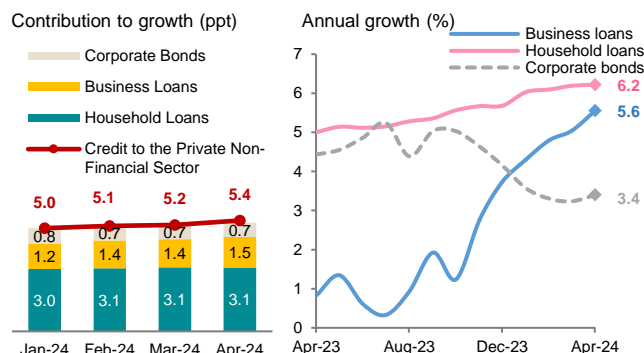 Contribution to growth (ppt)
Corporate Bonds
Business Loans
Household Loans
Credit to the Private Non-
Financial Sector
5.0 5.1 5.2 5.4
0.8 0.7 0.7 0.7
1.2 1.4 1.4 1.5
3.0 3.1 3.1 3.1
Jan-24 Feb-24 Mar-24 Apr-24
Annual growth (%)
Business loans
Household loans
Corporate bonds
7
6
5
4
3
2
1
0
6.2
5.6
3.4
Apr-23 Aug-23 Dec-23 Apr-24